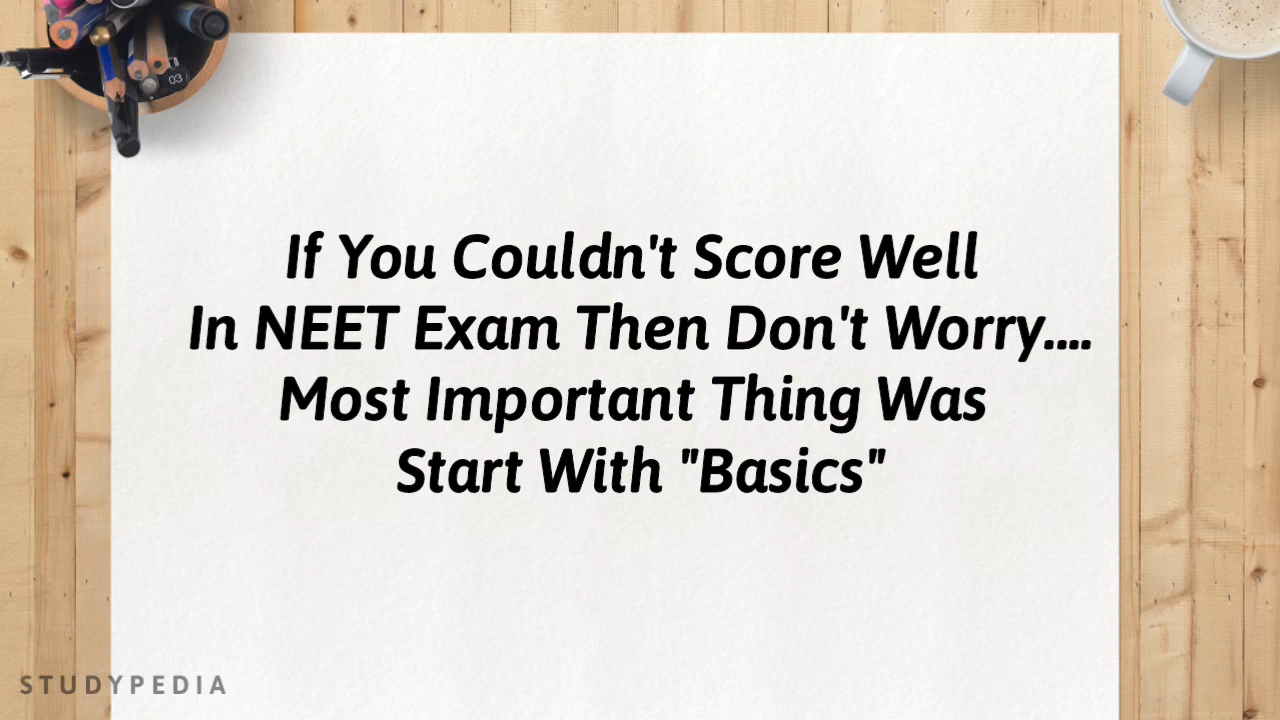 If You Couldn't Score Well
In NEET Exam Then Don't Worry....
Most Important Thing Was
Start With "Basics"
STUDYPEDIA
03